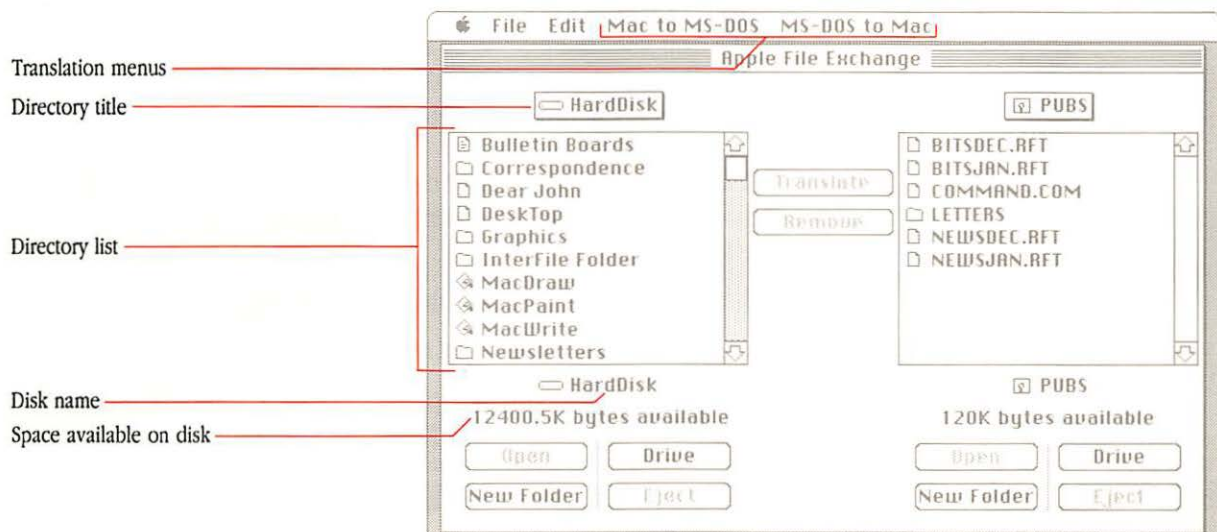 File Edit Mac to MS-DOS MS-DOS to Mac
Apple File Exchange
Translation menus
Directory title
HardDisk
PUBS
Directory list
Bulletin Boards
Correspondence
Dear John
DeskTop
Graphics
InterFile Folder
MacDraw
MacPaint
MacWrite
Newsletters
Translate
Remove
BITSDEC.RFT
BITSJAN.RFT
COMMAND.COM
LETTERS
NEWSDEC.RFT
NEWSJAN.RFT
Disk name
HardDisk
PUBS
Space available on disk
12400.5K bytes available
120K bytes available
Open Drive
New Folder Eject
Open Drive
New Folder Eject